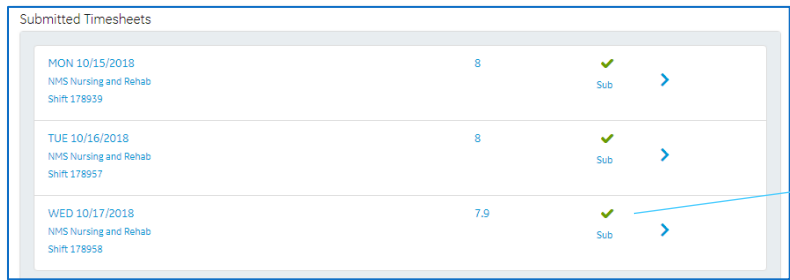 Submitted Timesheets
MON 10/15/2018 8
NMS Nursing and Rehab Sub
Shift 178939
TUE 10/16/2018 8
NMS Nursing and Rehab Sub
Shift 178957
WED 10/17/2018 7.9
NMS Nursing and Rehab Sub
Shift 178958